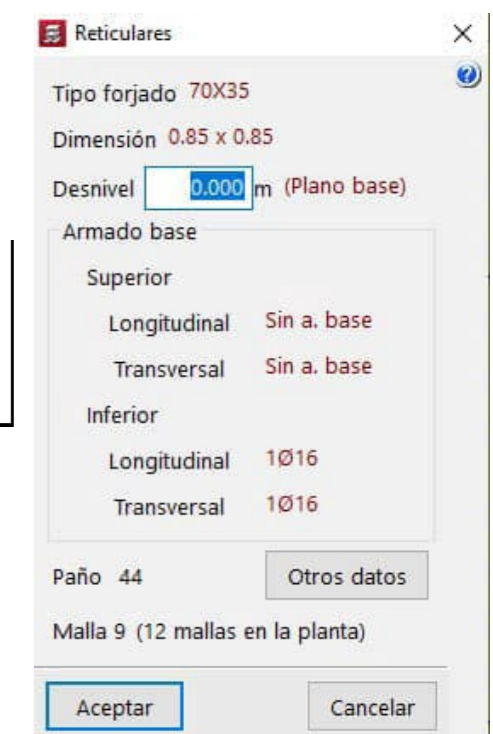 Reticulares
Tipo forjado 70X35
Dimensión 0.85 x 0.85
Desnivel 0.000 m (Plano base)
Armado base
Superior
Longitudinal Sin a. base
Transversal Sin a. base
Inferior
Longitudinal 1Ø16
Transversal 1Ø16
Paño 44 Otros datos
Malla 9 (12 mallas en la planta)
Aceptar Cancelar